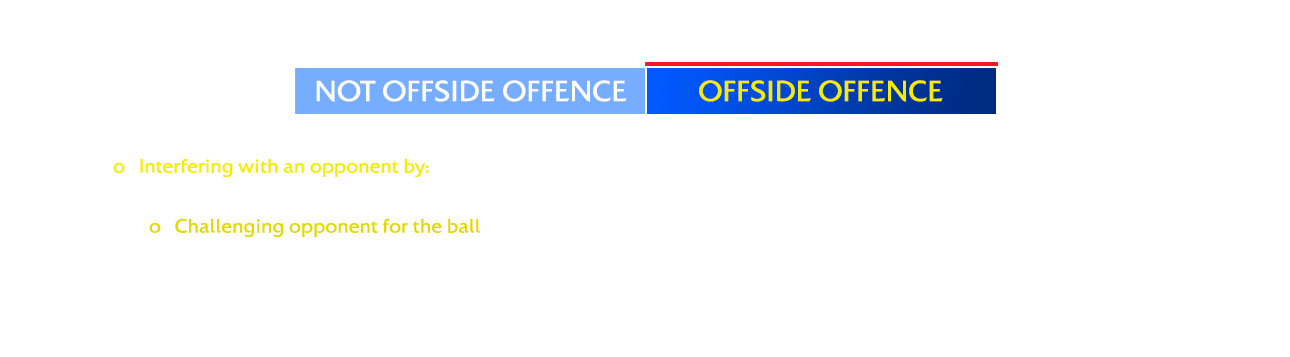 NOT OFFSIDE OFFENCE OFFSIDE OFFENCE
o Interfering with an opponent by:
o Challenging opponent for the ball